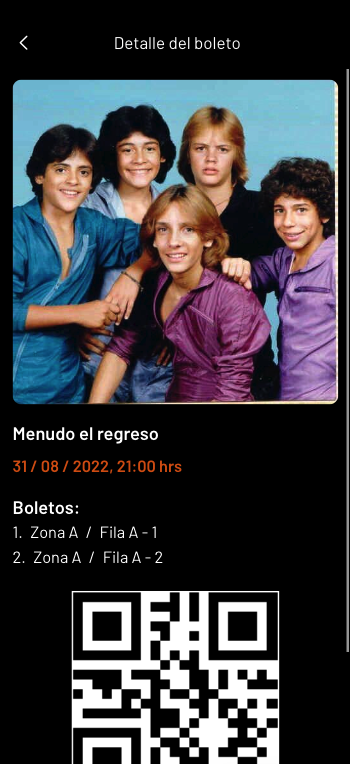 Detalle del boleto
Menudo el regreso
31 / 08 / 2022, 21:00 hrs
Boletos:
1. Zona A / Fila A - 1
2. Zona A / Fila A - 2